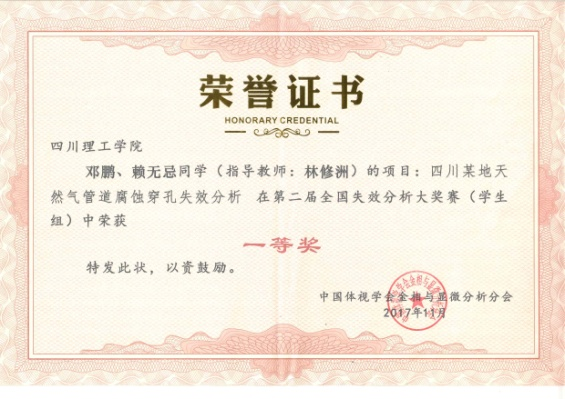 荣誉证书
HONORARY CREDENTIAL
四川理工学院
邓鹏、赖无忌同学（指导教师：林修洲）的项目：四川某地天
然气管道腐蚀穿孔失效分析 在第二届全国失效分析大奖赛（学生
组）中荣获
一等奖
特发此状，以资鼓励。
中国体视学会金相与显微分析分会
2017年11月